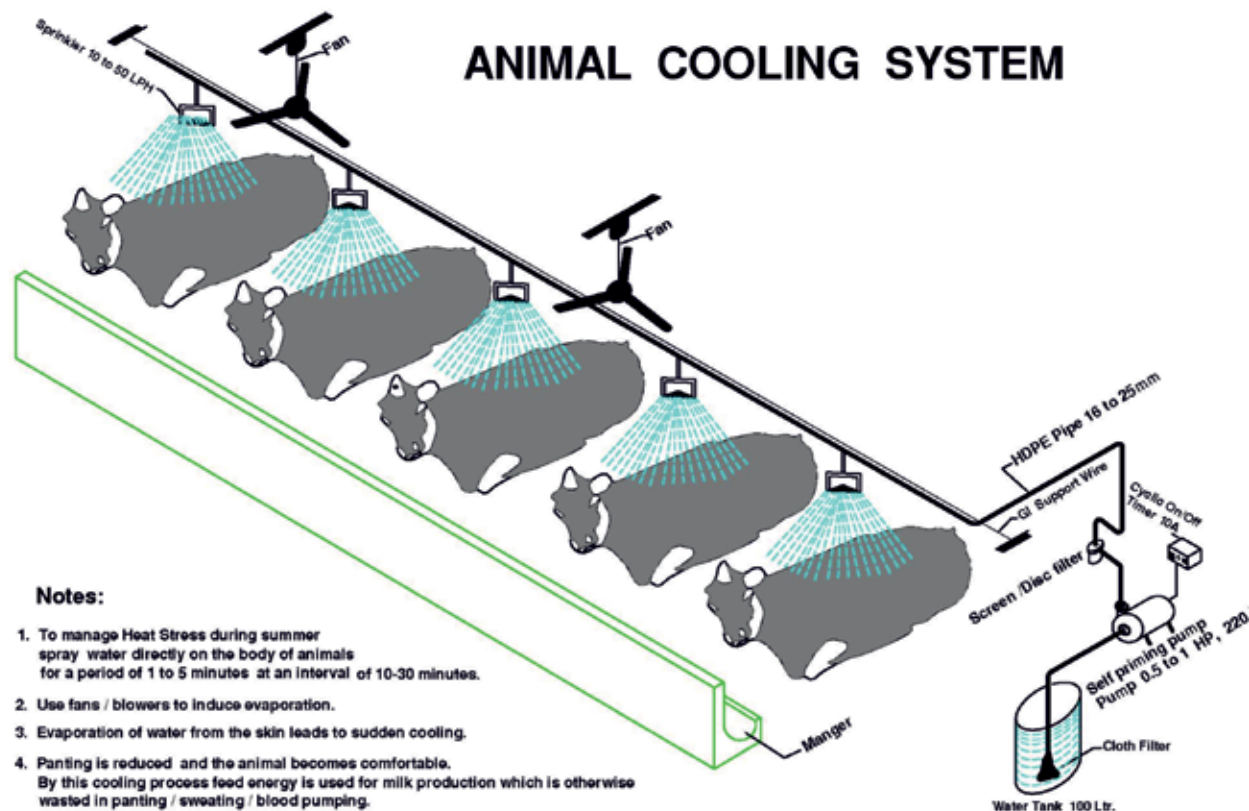 ANIMAL COOLING SYSTEM
Sprinkler 10 to 50 LPH
Fan
Fan
HDPE Pipe 16 to 25mm
GI Support Wire
Cyclic On/Off
Timer 10A
Screen /Disc filter
Self priming pump
Pump 0.5 to 1 HP, 220
Manger
Cloth Filter
Water Tank 100 Ltr.
Notes:
1. To manage Heat Stress during summer
spray water directly on the body of animals
for a period of 1 to 5 minutes at an interval of 10-30 minutes.
2. Use fans / blowers to induce evaporation.
3. Evaporation of water from the skin leads to sudden cooling.
4. Panting is reduced and the animal becomes comfortable.
By this cooling process feed energy is used for milk production which is otherwise
wasted in panting / sweating / blood pumping.